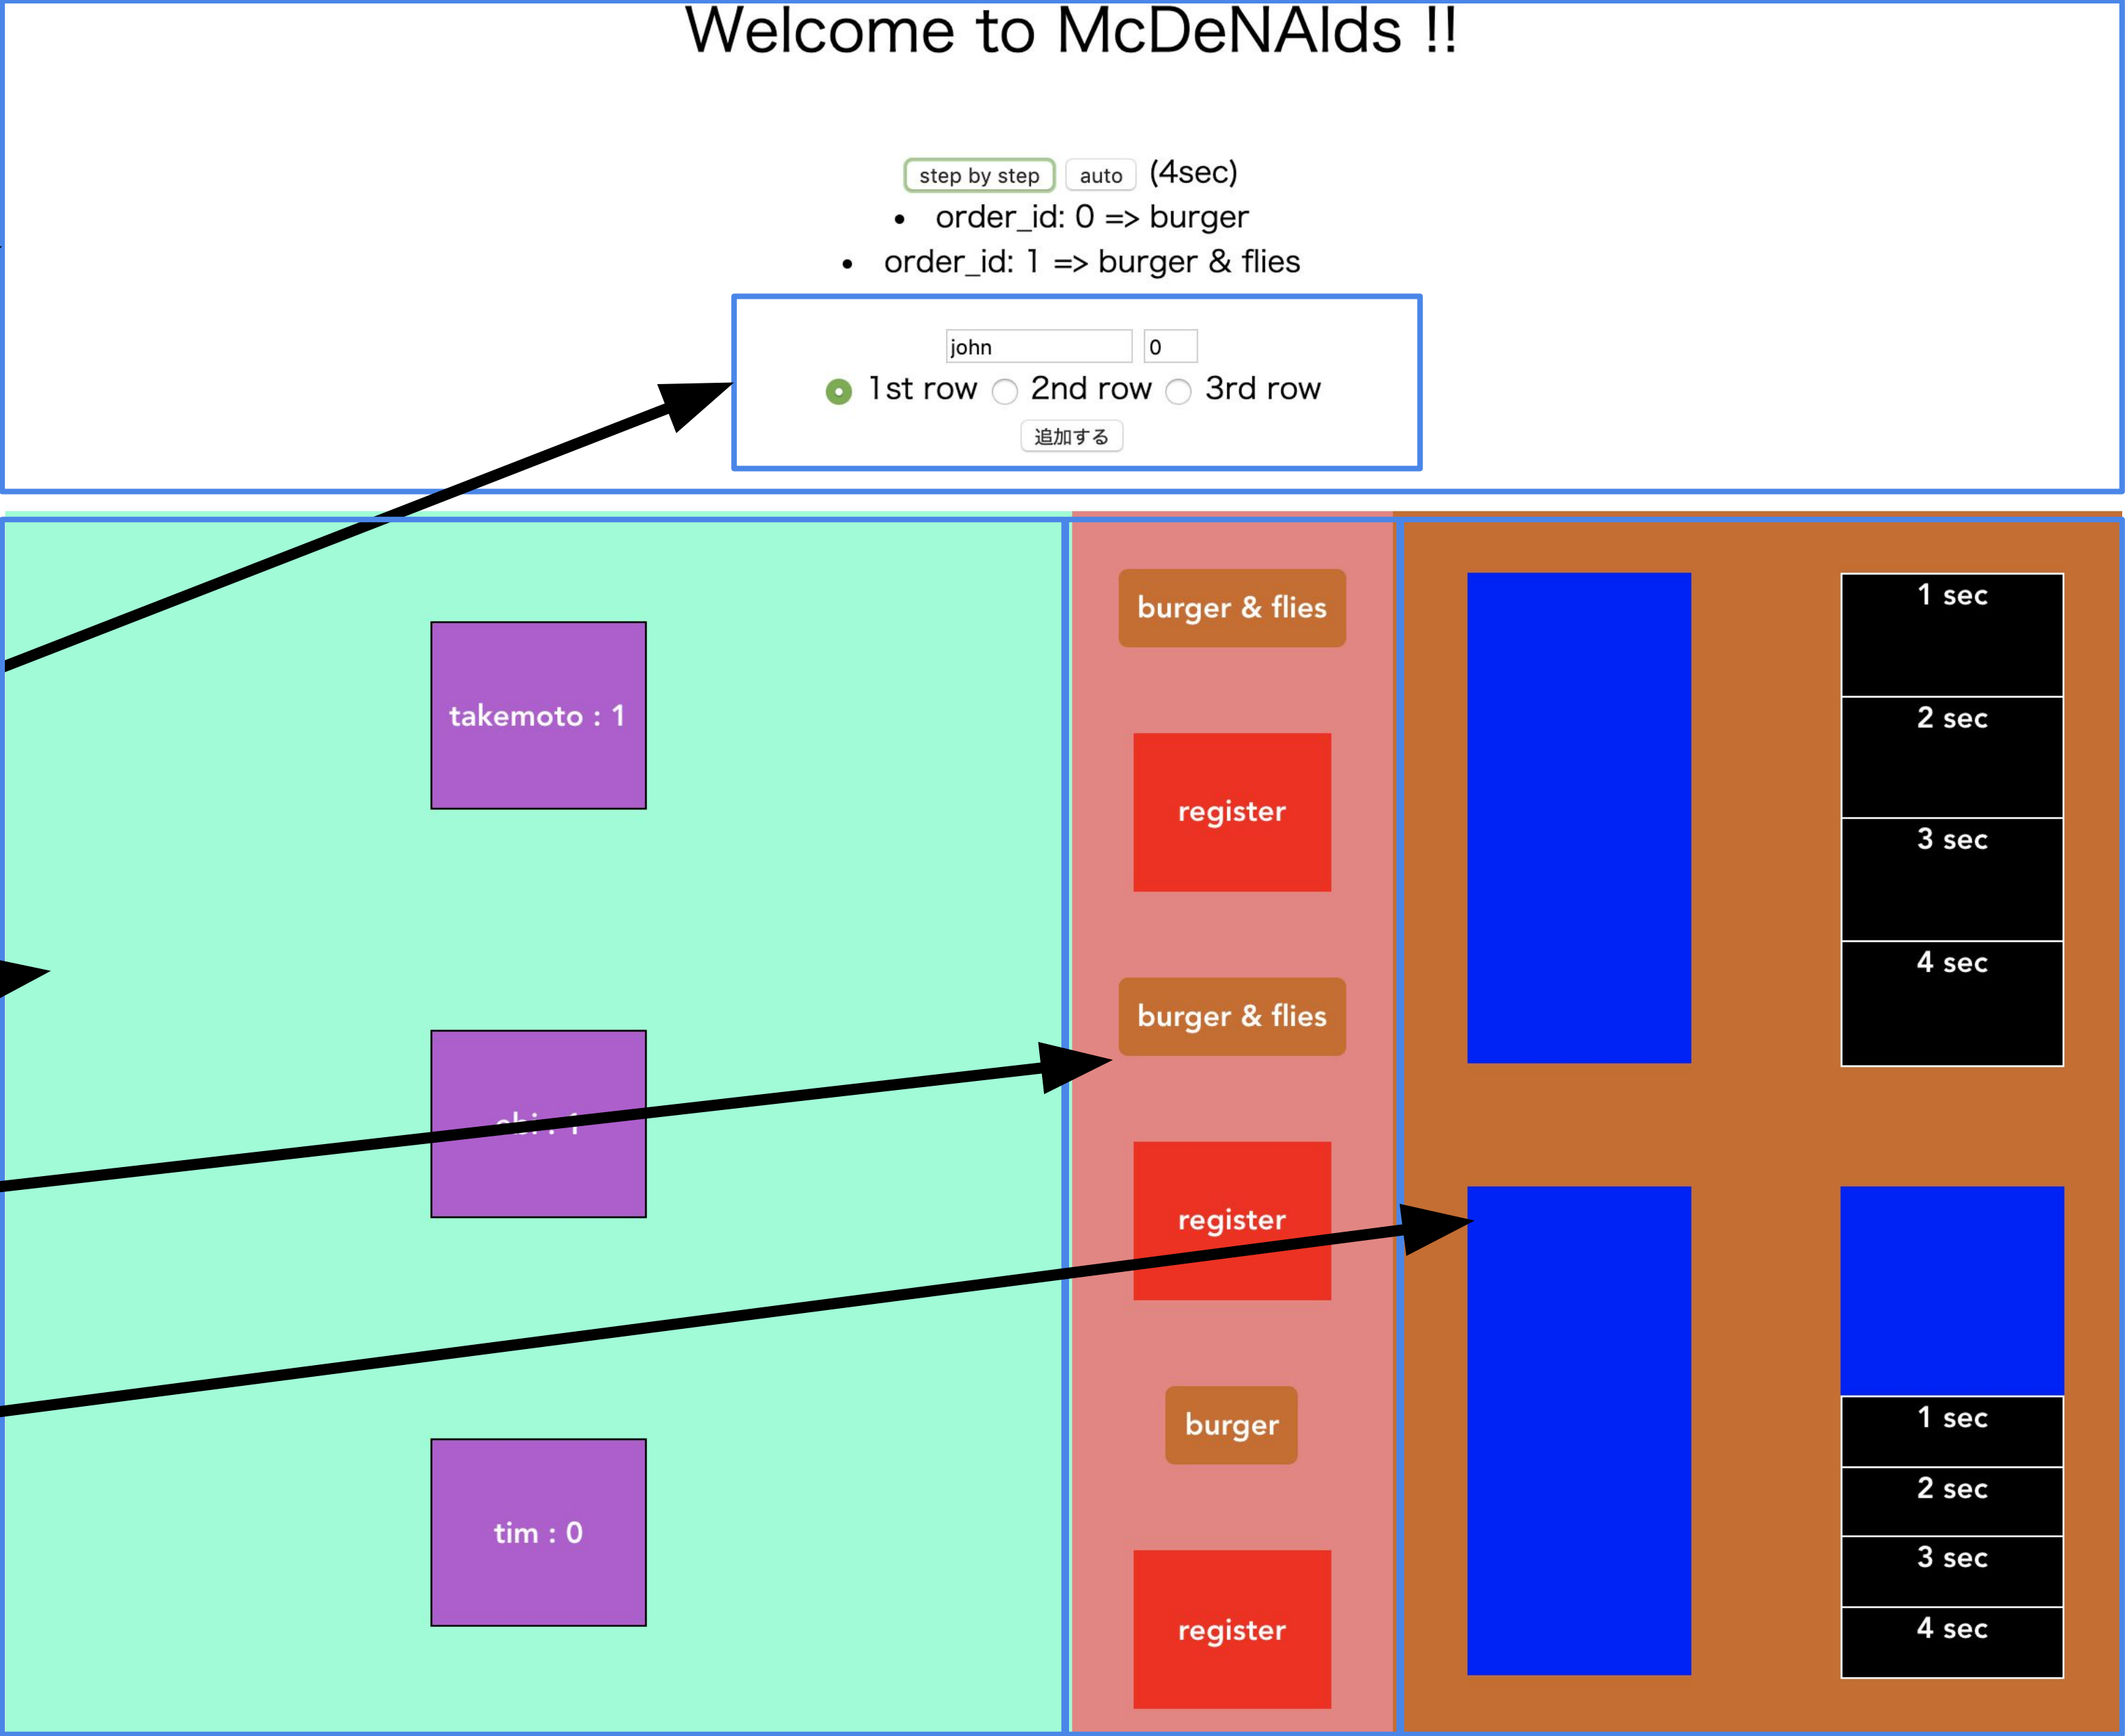 Welcome to McDeNAlds !!
step by step auto (4sec)
• order_id: 0 => burger
• order_id: 1 => burger & flies
john 0
1st row 2nd row 3rd row
追加する
takemoto : 1
tim : 0
burger & flies
register
burger & flies
register
burger
register
1 sec
2 sec
3 sec
4 sec
1 sec
2 sec
3 sec
4 sec